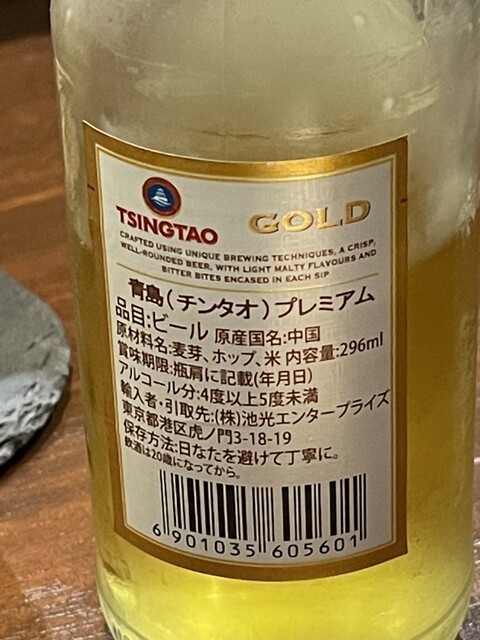 TSINGTAO
GOLD
CRAFTED USING UNIQUE BREWING TECHNIQUES, A CRISP,
WELL-ROUNDED BEER, WITH LIGHT MALTY FLAVOURS AND
BITTER BITES ENCASED IN EACH SIP
青島(チンタオ)プレミアム
品目:ビール 原産国名:中国
原材料名:麦芽、ホップ、米 内容量:296ml
賞味期限:瓶肩に記載(年月日)
アルコール分:4度以上5度未満
輸入者・引取先:(株)池光エンタープライズ
東京都港区虎ノ門3-18-19
保存方法:日なたを避けて丁寧に。
飲酒は20歳になってから。
6 901035 605601